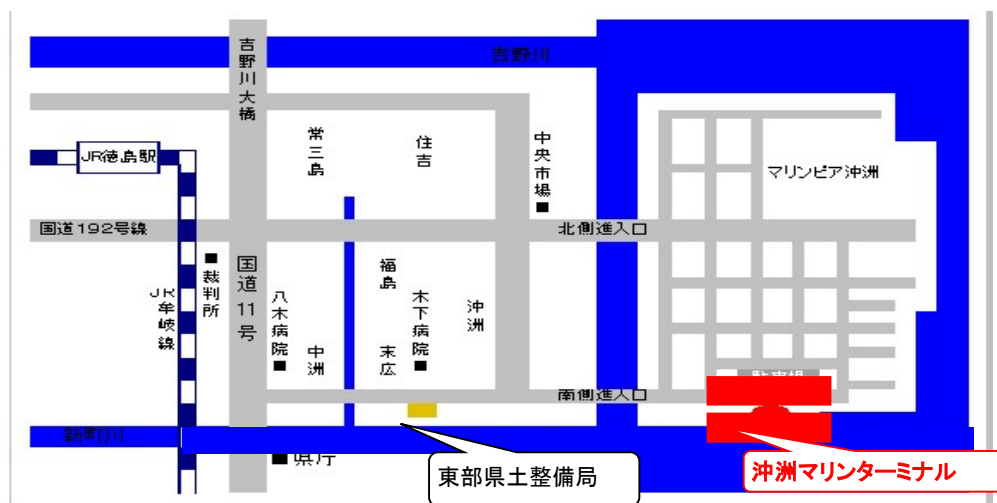 吉野川大橋
吉野川
常三島
住吉
中央市場
JR徳島駅
マリンピア沖洲
国道192号線
北側進入口
裁判所
国道11号
福島
JR牟岐線
八木病院
木下病院
沖洲
中洲
末広
駐車場
南側進入口
新町川
県庁
東部県土整備局
沖洲マリンターミナル